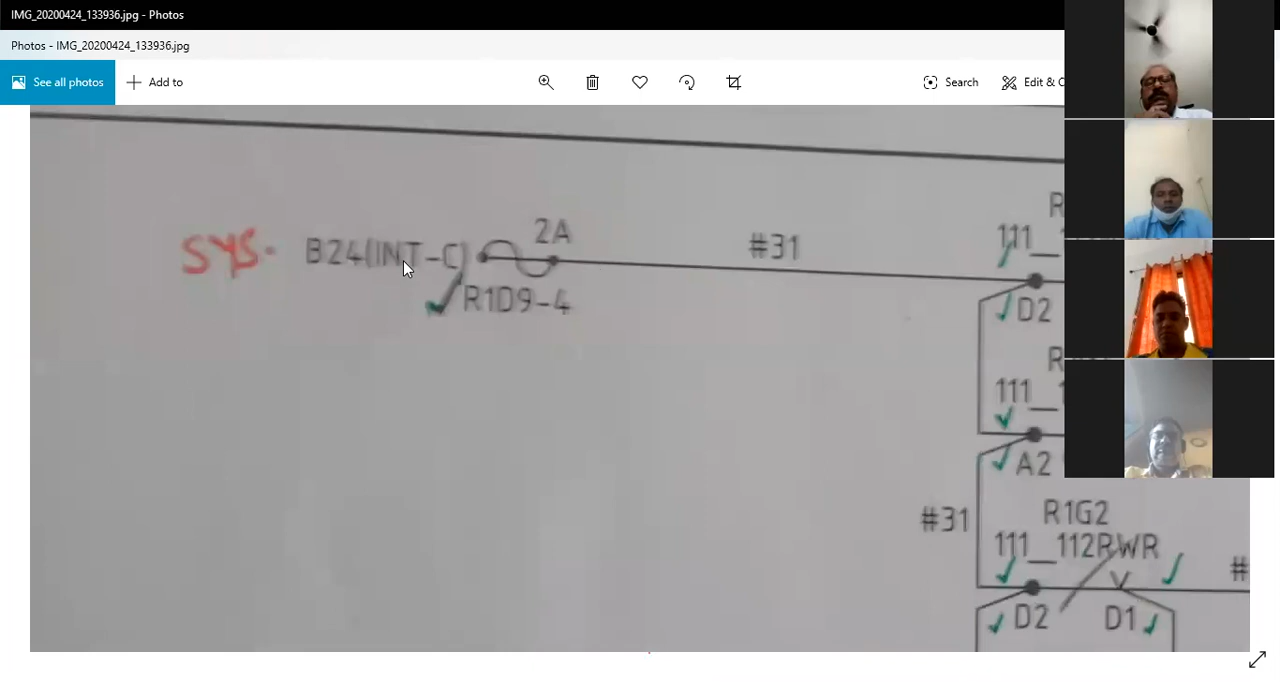 IMG_20200424_133936.jpg - Photos
Photos - IMG_20200424_133936.jpg
See all photos
Add to
Search
Edit & C
SYS.
B24(INT-C)
2A
R1D9-4
#31
R
111_
D2
R
111_1
A2
#31
R1G2
111_112RWR
#
D2
D1